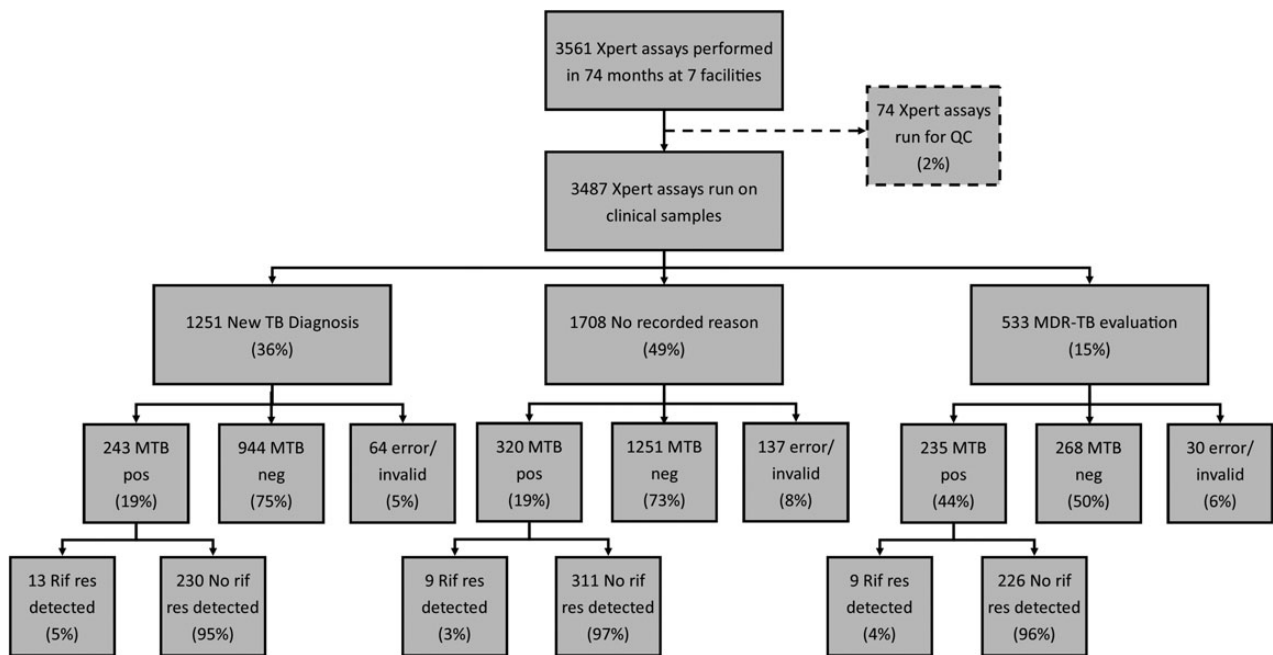 3561 Xpert assays performed
in 74 months at 7 facilities
74 Xpert assays
run for QC
(2%)
3487 Xpert assays run on
clinical samples
1251 New TB Diagnosis
(36%)
1708 No recorded reason
(49%)
533 MDR-TB evaluation
(15%)
243 MTB
pos
(19%)
944 MTB
neg
(75%)
64 error/
invalid
(5%)
320 MTB
pos
(19%)
1251 MTB
neg
(73%)
137 error/
invalid
(8%)
235 MTB
pos
(44%)
268 MTB
neg
(50%)
30 error/
invalid
(6%)
13 Rif res
detected
(5%)
230 No rif
res detected
(95%)
9 Rif res
detected
(3%)
311 No rif
res detected
(97%)
9 Rif res
detected
(4%)
226 No rif
res detected
(96%)